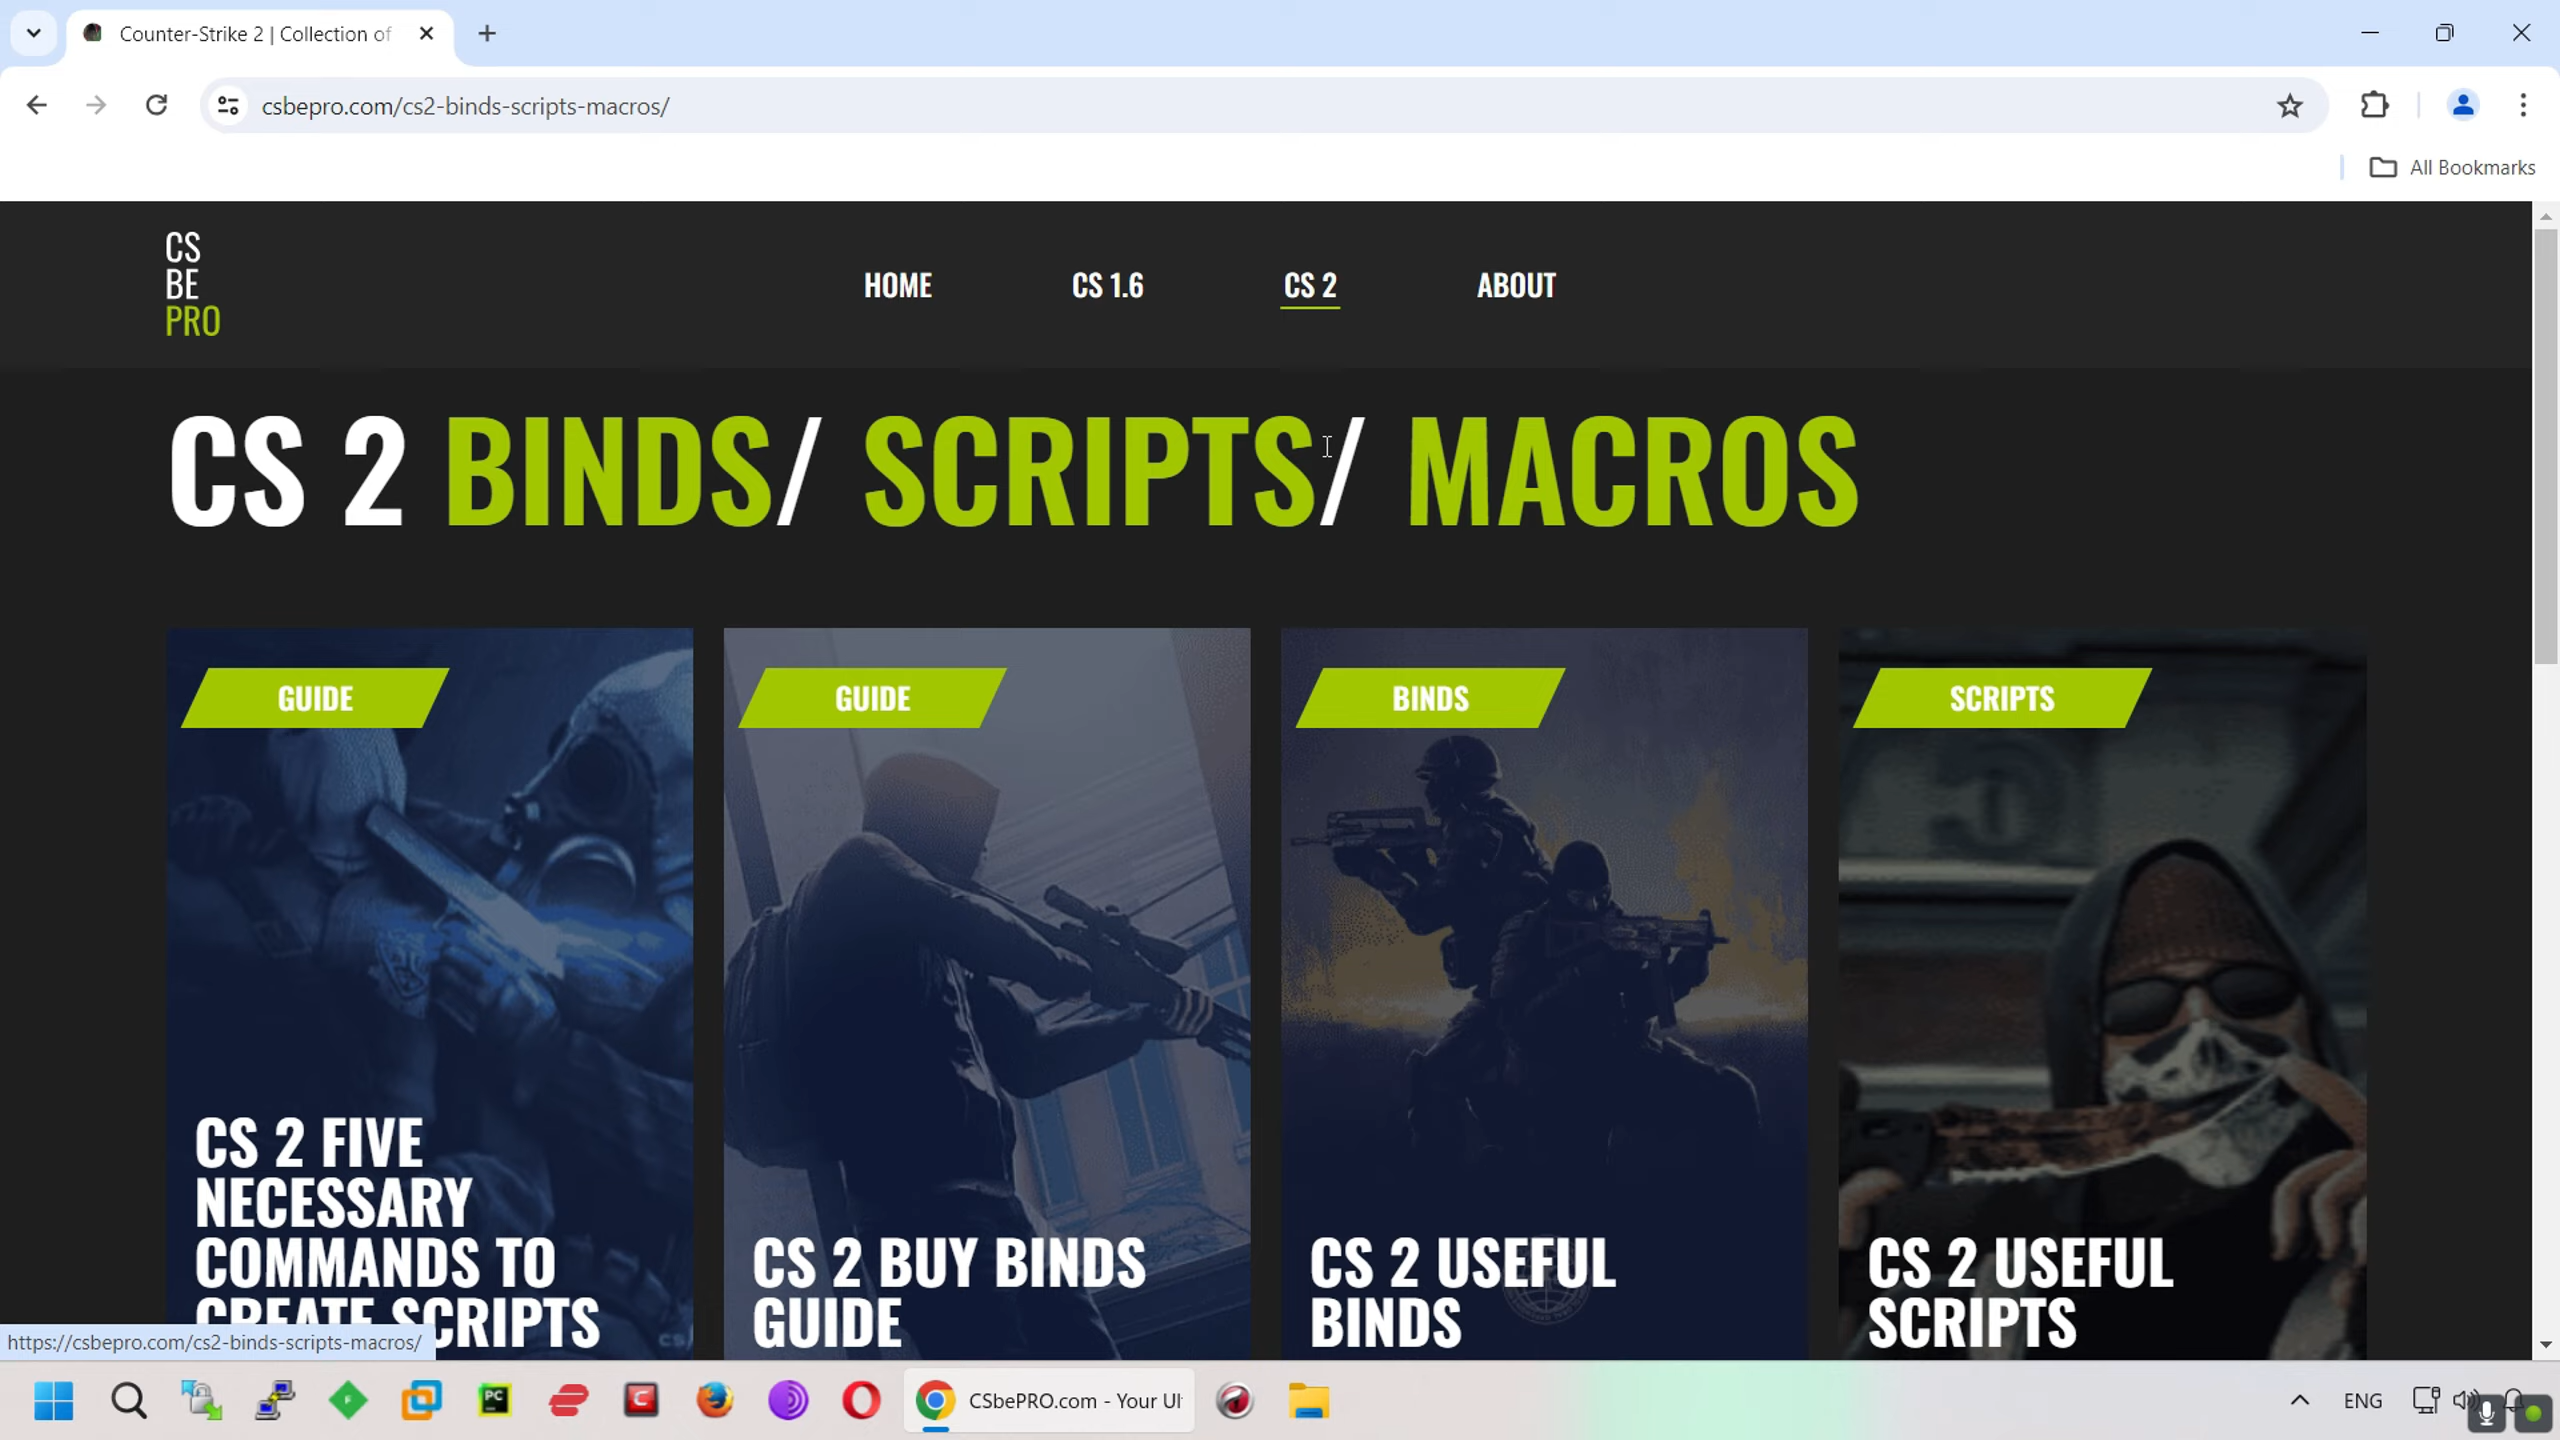 Counter-Strike 2 | Collection of
csbepro.com/cs2-binds-scripts-macros/
All Bookmarks
CS
BE
PRO
HOME
CS 1.6
CS 2
ABOUT
CS 2 BINDS/ SCRIPTS/ MACROS
GUIDE
GUIDE
BINDS
SCRIPTS
CS 2 FIVE
NECESSARY
COMMANDS TO
CREATE SCRIPTS
CS 2 BUY BINDS
GUIDE
CS 2 USEFUL
BINDS
CS 2 USEFUL
SCRIPTS
https://csbepro.com/cs2-binds-scripts-macros/
PC
CSbePRO.com - Your Ul
ENG